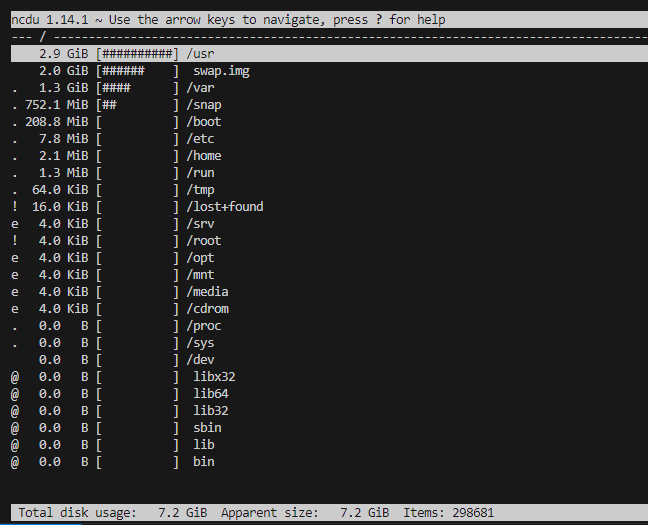 ncdu 1.14.1 ~ Use the arrow keys to navigate, press ? for help
--- / ----------------------------------------------------------------------------------
    2.9 GiB [##########] /usr
    2.0 GiB [######    ]  swap.img
.   1.3 GiB [####      ] /var
. 752.1 MiB [##        ] /snap
. 208.8 MiB [          ] /boot
.   7.8 MiB [          ] /etc
.   2.1 MiB [          ] /home
.   1.3 MiB [          ] /run
.  64.0 KiB [          ] /tmp
!  16.0 KiB [          ] /lost+found
e   4.0 KiB [          ] /srv
!   4.0 KiB [          ] /root
e   4.0 KiB [          ] /opt
e   4.0 KiB [          ] /mnt
e   4.0 KiB [          ] /media
e   4.0 KiB [          ] /cdrom
.   0.0   B [          ] /proc
.   0.0   B [          ] /sys
    0.0   B [          ] /dev
@   0.0   B [          ]  libx32
@   0.0   B [          ]  lib64
@   0.0   B [          ]  lib32
@   0.0   B [          ]  sbin
@   0.0   B [          ]  lib
@   0.0   B [          ]  bin
Total disk usage:   7.2 GiB  Apparent size:   7.2 GiB  Items: 298681